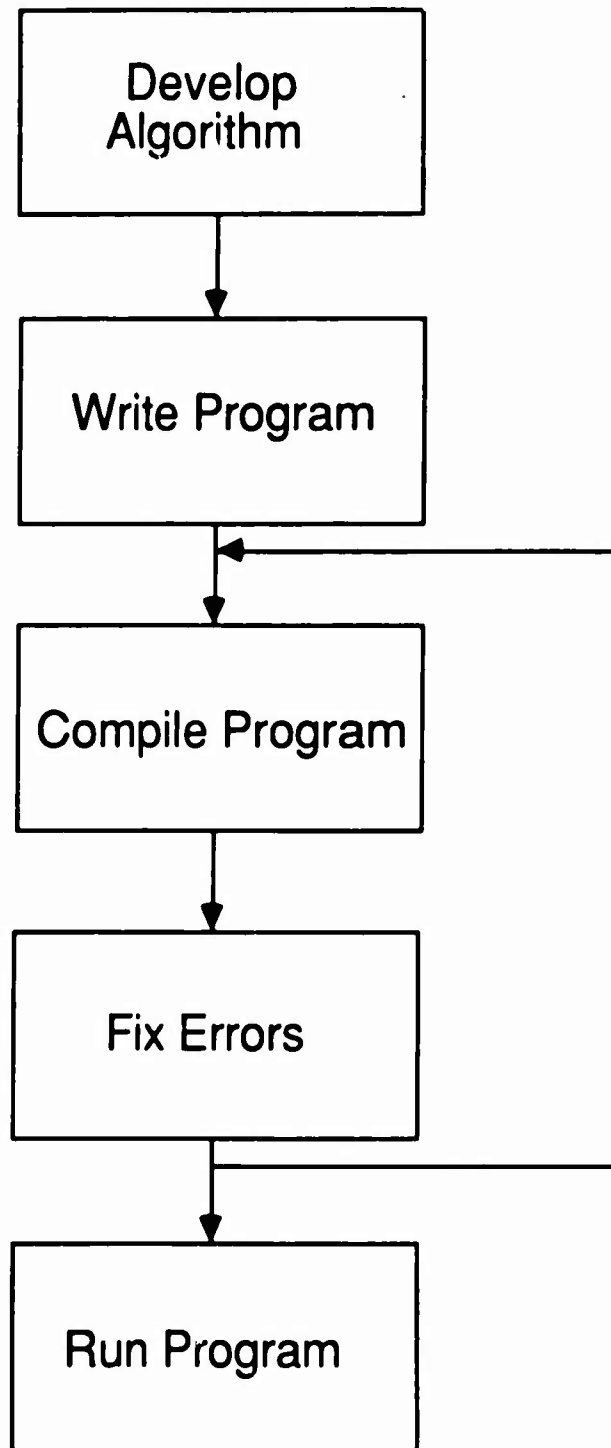 Develop
Algorithm
Write Program
Compile Program
Fix Errors
Run Program